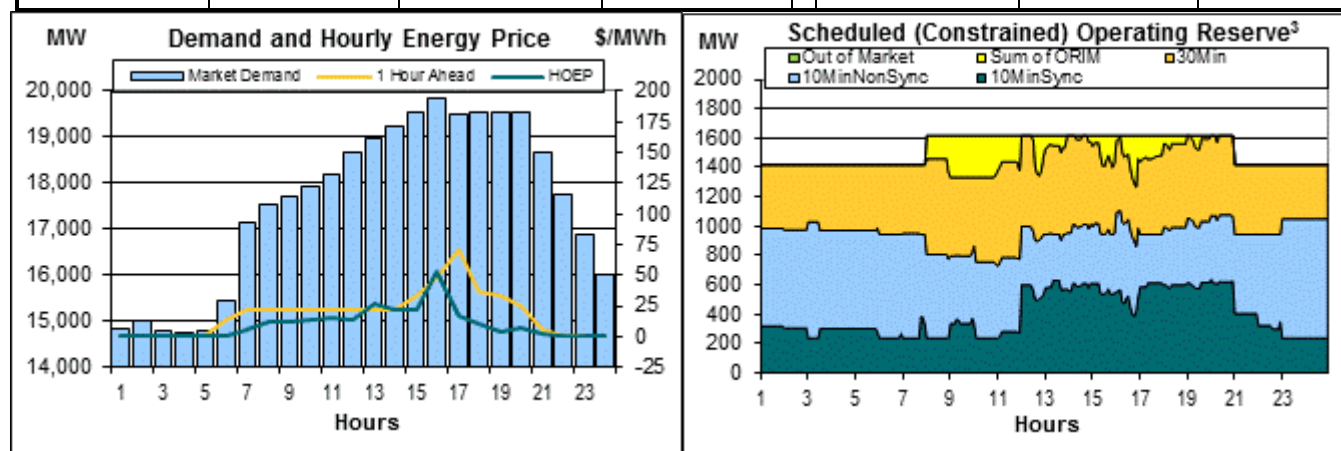 MW Demand and Hourly Energy Price $/MWh
Market Demand 1 Hour Ahead HOEP
20,000 200
19,000 175
18,000 150
17,000 125
16,000 100
15,000 75
14,000 50
25
0
-25
1 3 5 7 9 11 13 15 17 19 21 23
Hours
MW Scheduled (Constrained) Operating Reserve³
Out of Market Sum of ORIM 30Min
10MinNonSync 10MinSync
2000
1800
1600
1400
1200
1000
800
600
400
200
0
1 3 5 7 9 11 13 15 17 19 21 23
Hours